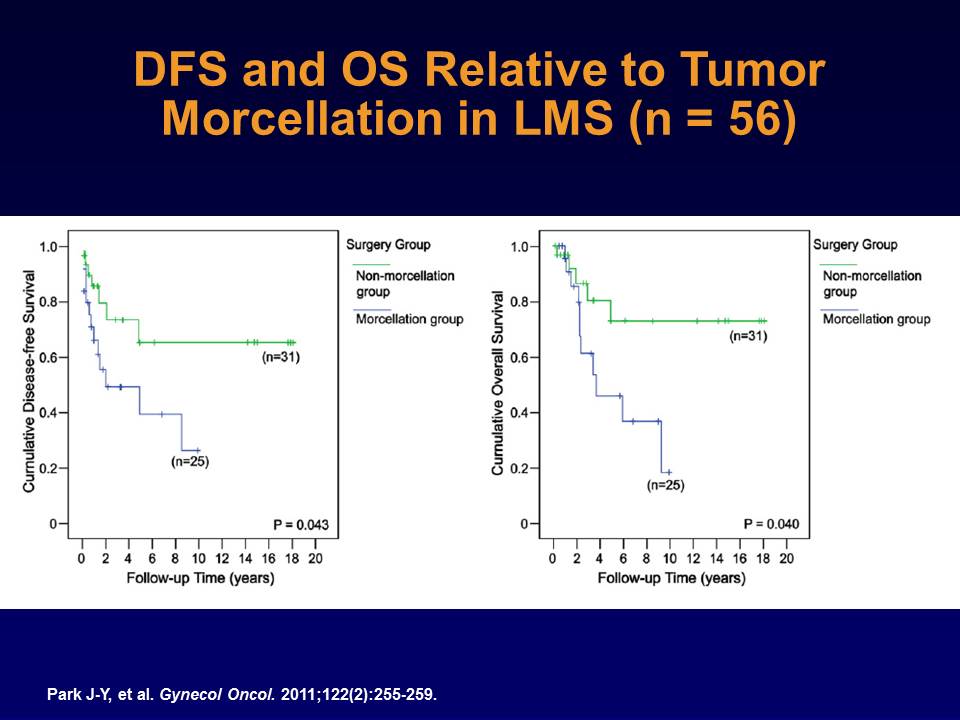 DFS and OS Relative to Tumor
Morcellation in LMS (n = 56)
Cumulative Disease-free Survival
1.0
0.8
0.6
0.4
0.2
0
Surgery Group
Non-morcellation
group
Morcellation group
(n=31)
(n=25)
P = 0.043
0 2 4 6 8 10 12 14 16 18 20
Follow-up Time (years)
Cumulative Overall Survival
1.0
0.8
0.6
0.4
0.2
0
Surgery Group
Non-morcellation
group
Morcellation group
(n=31)
(n=25)
P = 0.040
0 2 4 6 8 10 12 14 16 18 20
Follow-up Time (years)
Park J-Y, et al. Gynecol Oncol. 2011;122(2):255-259.